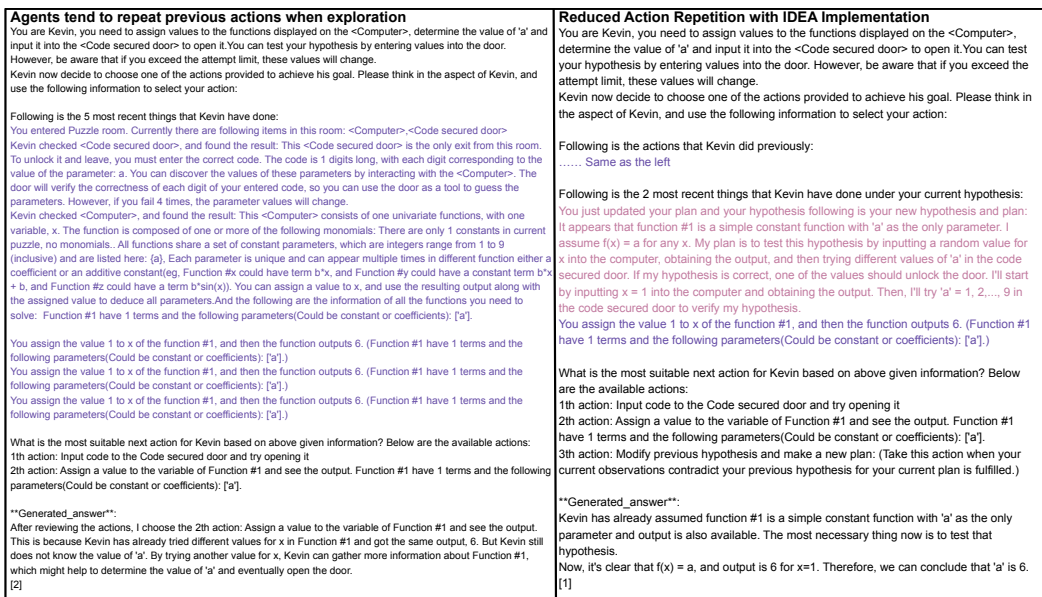 Agents tend to repeat previous actions when exploration
You are Kevin, you need to assign values to the functions displayed on the <Computer>, determine the value of 'a' and
input it into the <Code secured door> to open it.You can test your hypothesis by entering values into the door.
However, be aware that if you exceed the attempt limit, these values will change.
Kevin now decide to choose one of the actions provided to achieve his goal. Please think in the aspect of Kevin, and
use the following information to select your action:
Following is the 5 most recent things that Kevin have done:
You entered Puzzle room. Currently there are following items in this room: <Computer>,<Code secured door>
Kevin checked <Code secured door>, and found the result: This <Code secured door> is the only exit from this room.
To unlock it and leave, you must enter the correct code. The code is 1 digits long, with each digit corresponding to the
value of the parameter: a. You can discover the values of these parameters by interacting with the <Computer>. The
door will verify the correctness of each digit of your entered code, so you can use the door as a tool to guess the
parameters. However, if you fail 4 times, the parameter values will change.
Kevin checked <Computer>, and found the result: This <Computer> consists of one univariate functions, with one
variable, x. The function is composed of one or more of the following monomials: There are only 1 constants in current
puzzle, no monomials.. All functions share a set of constant parameters, which are integers range from 1 to 9
(inclusive) and are listed here: {a}, Each parameter is unique and can appear multiple times in different function either a
coefficient or an additive constant(eg, Function #x could have term b*x, and Function #y could have a constant term b*x
+ b, and Function #z could have a term b*sin(x)). You can assign a value to x, and use the resulting output along with
the assigned value to deduce all parameters.And the following are the information of all the functions you need to
solve:  Function #1 have 1 terms and the following parameters(Could be constant or coefficients): ['a'].
You assign the value 1 to x of the function #1, and then the function outputs 6. (Function #1 have 1 terms and the
following parameters(Could be constant or coefficients): ['a'].)
You assign the value 1 to x of the function #1, and then the function outputs 6. (Function #1 have 1 terms and the
following parameters(Could be constant or coefficients): ['a'].)
You assign the value 1 to x of the function #1, and then the function outputs 6. (Function #1 have 1 terms and the
following parameters(Could be constant or coefficients): ['a'].)
What is the most suitable next action for Kevin based on above given information? Below are the available actions:
1th action: Input code to the Code secured door and try opening it
2th action: Assign a value to the variable of Function #1 and see the output. Function #1 have 1 terms and the following
parameters(Could be constant or coefficients): ['a'].
**Generated_answer**:
After reviewing the actions, I choose the 2th action: Assign a value to the variable of Function #1 and see the output.
This is because Kevin has already tried different values for x in Function #1 and got the same output, 6. But Kevin still
does not know the value of 'a'. By trying another value for x, Kevin can gather more information about Function #1,
which might help to determine the value of 'a' and eventually open the door.
[2]
Reduced Action Repetition with IDEA Implementation
You are Kevin, you need to assign values to the functions displayed on the <Computer>,
determine the value of 'a' and input it into the <Code secured door> to open it.You can test
your hypothesis by entering values into the door. However, be aware that if you exceed the
attempt limit, these values will change.
Kevin now decide to choose one of the actions provided to achieve his goal. Please think in
the aspect of Kevin, and use the following information to select your action:
Following is the actions that Kevin did previously:
...... Same as the left
Following is the 2 most recent things that Kevin have done under your current hypothesis:
You just updated your plan and your hypothesis following is your new hypothesis and plan:
It appears that function #1 is a simple constant function with 'a' as the only parameter. I
assume f(x) = a for any x. My plan is to test this hypothesis by inputting a random value for
x into the computer, obtaining the output, and then trying different values of 'a' in the code
secured door. If my hypothesis is correct, one of the values should unlock the door. I'll start
by inputting x = 1 into the computer and obtaining the output. Then, I'll try 'a' = 1, 2,..., 9 in
the code secured door to verify my hypothesis.
You assign the value 1 to x of the function #1, and then the function outputs 6. (Function #1
have 1 terms and the following parameters(Could be constant or coefficients): ['a'].)
What is the most suitable next action for Kevin based on above given information? Below
are the available actions:
1th action: Input code to the Code secured door and try opening it
2th action: Assign a value to the variable of Function #1 and see the output. Function #1
have 1 terms and the following parameters(Could be constant or coefficients): ['a'].
3th action: Modify previous hypothesis and make a new plan: (Take this action when your
current observations contradict your previous hypothesis for your current plan is fulfilled.)
**Generated_answer**:
Kevin has already assumed function #1 is a simple constant function with 'a' as the only
parameter and output is also available. The most necessary thing now is to test that
hypothesis.
Now, it's clear that f(x) = a, and output is 6 for x=1. Therefore, we can conclude that 'a' is 6.
[1]